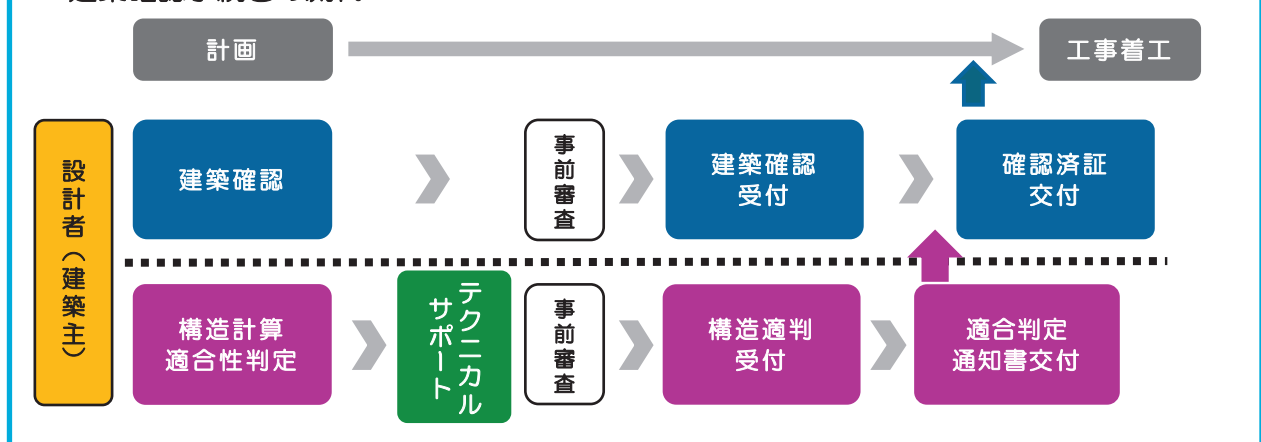 計画
工事着工
設計者（建築主）
建築確認
事前審査
建築確認
受付
確認済証
交付
構造計算
適合性判定
テクニカル
サポート
事前審査
構造適判
受付
適合判定
通知書交付